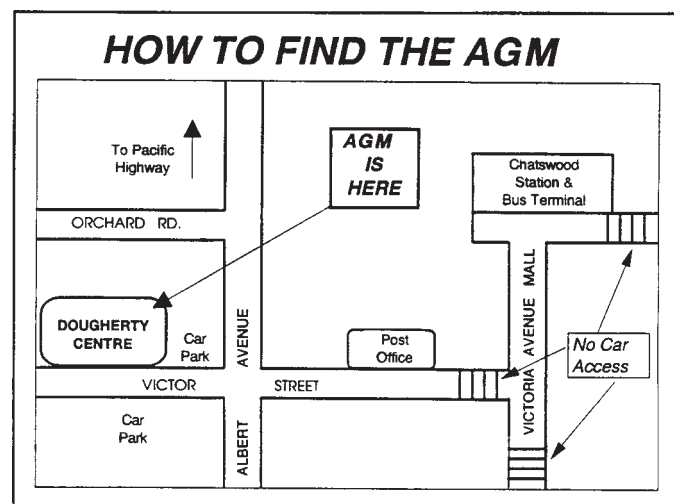 HOW TO FIND THE AGM
To Pacific
Highway
AGM
IS
HERE
Chatswood
Station &
Bus Terminal
ORCHARD RD.
DOUGHERTY
CENTRE
Car
Park
AVENUE
Post
Office
VICTORIA AVENUE MALL
No Car
Access
VICTOR STREET
Car
Park
ALBERT